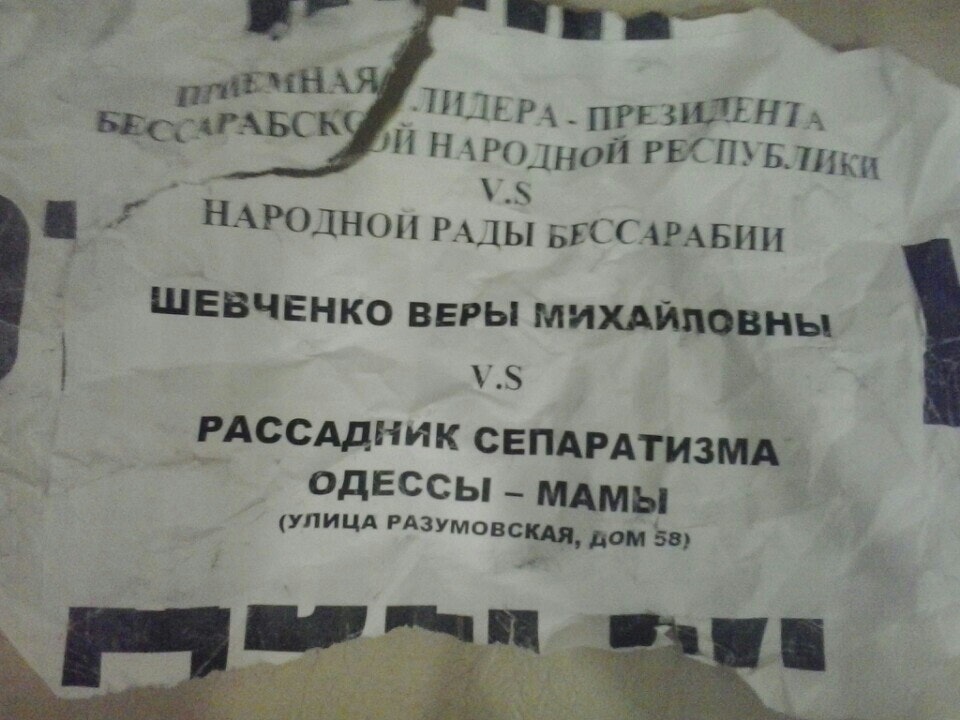 ПРИЕМНАЯ ЛИДЕРА - ПРЕЗИДЕНТА
БЕССАРАБСКОЙ НАРОДНОЙ РЕСПУБЛИКИ
V.S
НАРОДНОЙ РАДЫ БЕССАРАБИИ
ШЕВЧЕНКО ВЕРЫ МИХАЙЛОВНЫ
V.S
РАССАДНИК СЕПАРАТИЗМА
ОДЕССЫ – МАМЫ
(УЛИЦА РАЗУМОВСКАЯ, ДОМ 58)